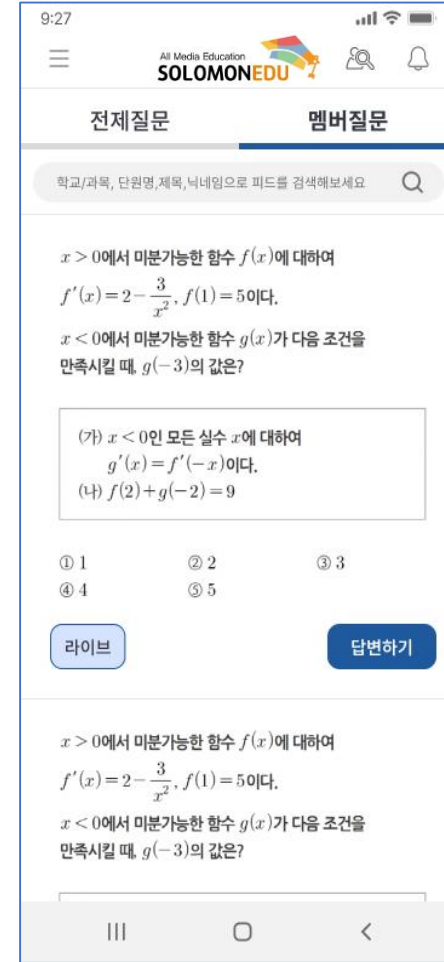 9:27
All Media Education
SOLOMONEDU
전제질문 멤버질문
학교/과목, 단원명,제목,닉네임으로 피드를 검색해보세요
x > 0에서 미분가능한 함수 f(x)에 대하여
f′(x) = 2 − 3/x², f(1) = 5이다.
x < 0에서 미분가능한 함수 g(x)가 다음 조건을
만족시킬 때, g(−3)의 값은?
(가) x < 0인 모든 실수 x에 대하여
g′(x) = f′(−x)이다.
(나) f(2)+g(−2) = 9
① 1 ② 2 ③ 3
④ 4 ⑤ 5
라이브 답변하기
x > 0에서 미분가능한 함수 f(x)에 대하여
f′(x) = 2 − 3/x², f(1) = 5이다.
x < 0에서 미분가능한 함수 g(x)가 다음 조건을
만족시킬 때, g(−3)의 값은?